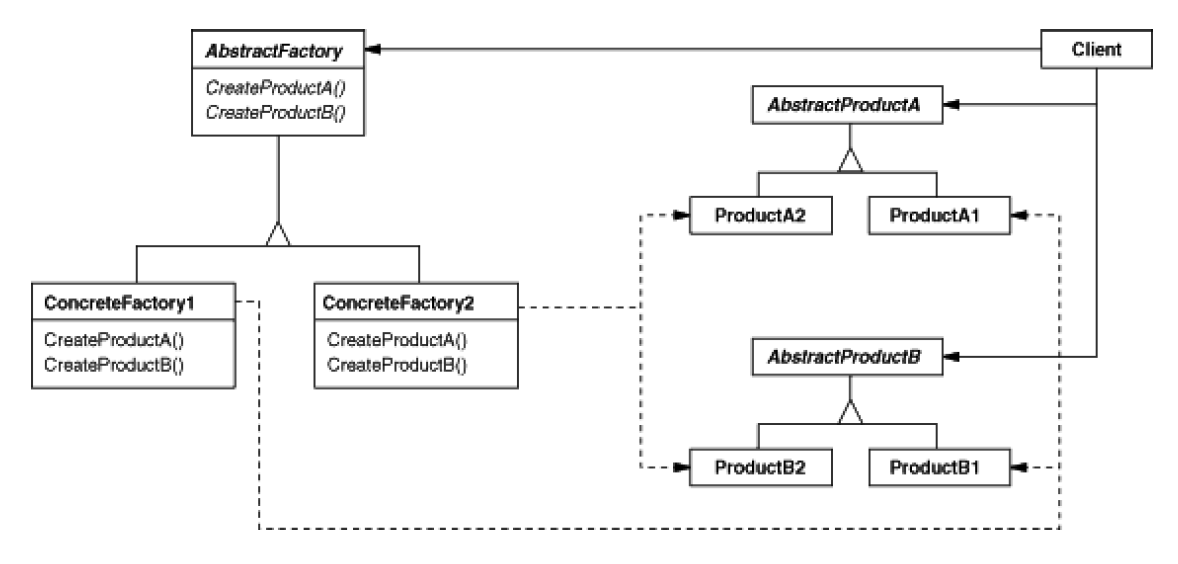 AbstractFactory
CreateProductA()
CreateProductB()
Client
AbstractProductA
ProductA2
ProductA1
ConcreteFactory1
CreateProductA()
CreateProductB()
ConcreteFactory2
CreateProductA()
CreateProductB()
AbstractProductB
ProductB2
ProductB1